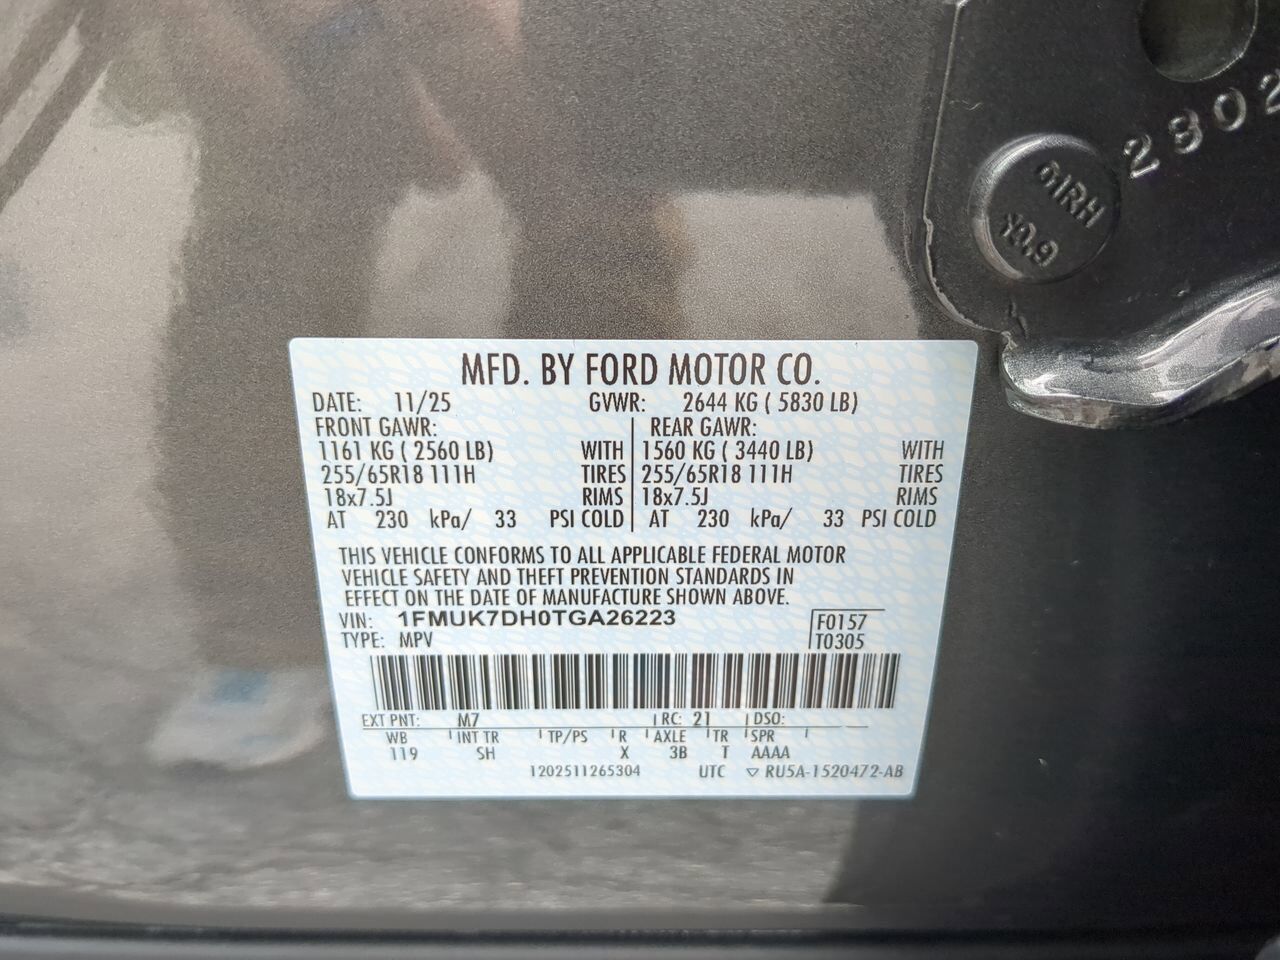 2802
61RH
10.9
MFD. BY FORD MOTOR CO.
DATE: 11/25 GVWR: 2644 KG ( 5830 LB)
FRONT GAWR: REAR GAWR:
1161 KG ( 2560 LB) WITH 1560 KG ( 3440 LB) WITH
255/65R18 111H TIRES 255/65R18 111H TIRES
18x7.5J RIMS 18x7.5J RIMS
AT 230 kPa/ 33 PSI COLD AT 230 kPa/ 33 PSI COLD
THIS VEHICLE CONFORMS TO ALL APPLICABLE FEDERAL MOTOR
VEHICLE SAFETY AND THEFT PREVENTION STANDARDS IN
EFFECT ON THE DATE OF MANUFACTURE SHOWN ABOVE.
VIN: 1FMUK7DH0TGA26223 F0157
TYPE: MPV T0305
EXT PNT: M7 RC: 21 DSO:
WB INT TR TP/PS R AXLE TR SPR
119 SH X 3B T AAAA
1202511265304 UTC ▽ RU5A-1520472-AB